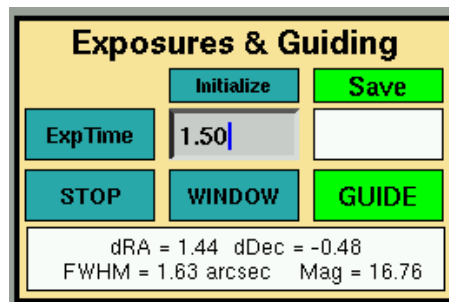 Exposures & Guiding
Initialize Save
ExpTime 1.50
STOP WINDOW GUIDE
dRA = 1.44 dDec = -0.48
FWHM = 1.63 arcsec Mag = 16.76